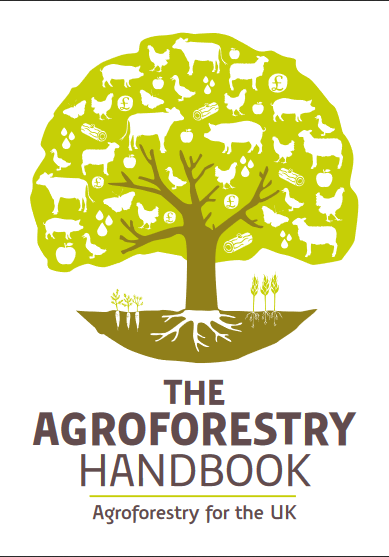 £
£
£
£
£
THE
AGROFORESTRY
HANDBOOK
Agroforestry for the UK